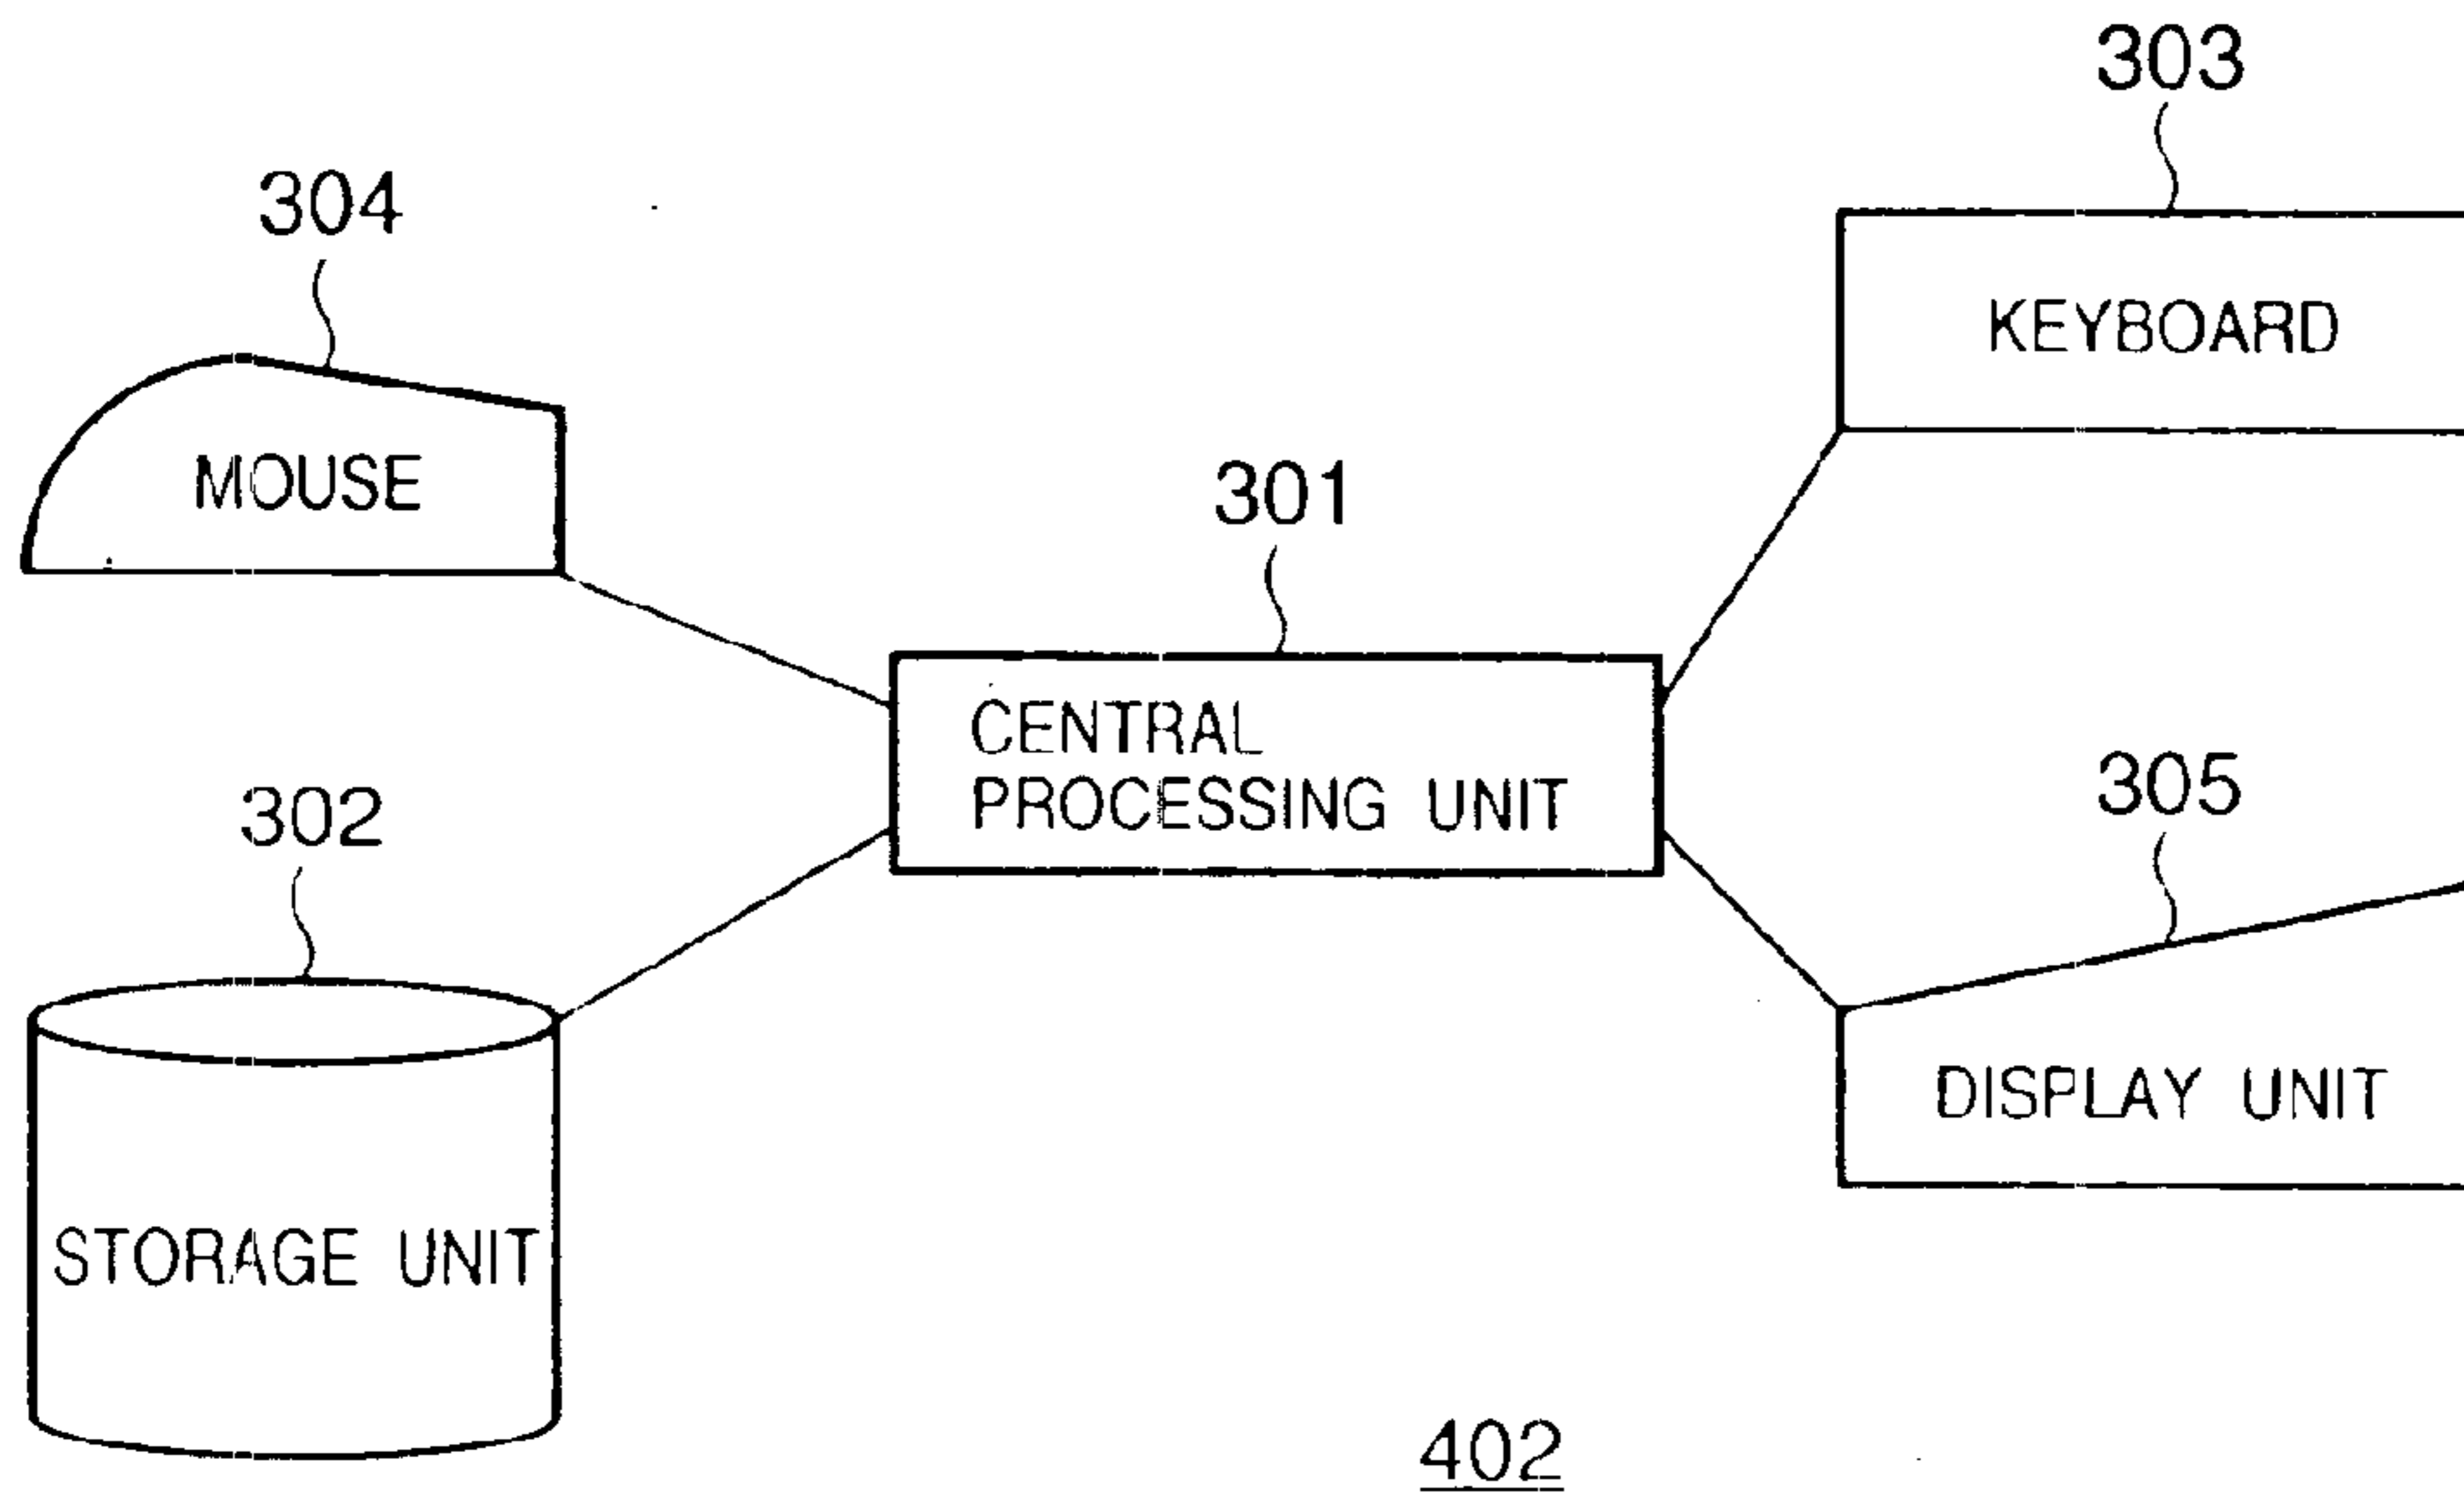 303
304
KEYBOARD
MOUSE
301
CENTRAL
PROCESSING UNIT
305
302
DISPLAY UNIT
STORAGE UNIT
402